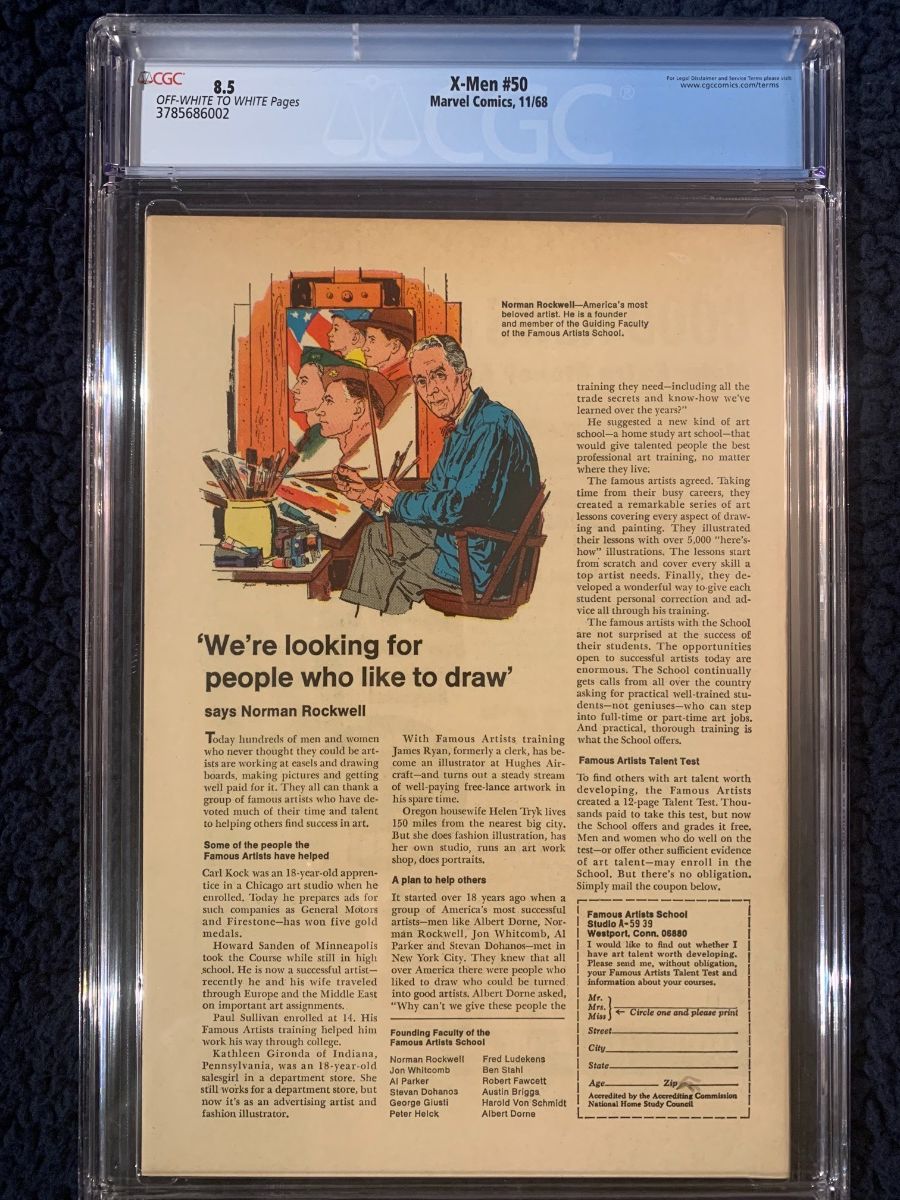 CGC
8.5
OFF-WHITE TO WHITE Pages
3785686002
X-Men #50
Marvel Comics, 11/68
For Legal Disclaimer and Service Terms please visit
www.cgccomics.com/terms
CGC®
Norman Rockwell—America's most
beloved artist. He is a founder
and member of the Guiding Faculty
of the Famous Artists School.
'We're looking for
people who like to draw'
says Norman Rockwell
Today hundreds of men and women
who never thought they could be art-
ists are working at easels and drawing
boards, making pictures and getting
well paid for it. They all can thank a
group of famous artists who have de-
voted much of their time and talent
to helping others find success in art.
Some of the people the
Famous Artists have helped
Carl Kock was an 18-year-old appren-
tice in a Chicago art studio when he
enrolled. Today he prepares ads for
such companies as General Motors
and Firestone—has won five gold
medals.
Howard Sanden of Minneapolis
took the Course while still in high
school. He is now a successful artist—
recently he and his wife traveled
through Europe and the Middle East
on important art assignments.
Paul Sullivan enrolled at 14. His
Famous Artists training helped him
work his way through college.
Kathleen Gironda of Indiana,
Pennsylvania, was an 18-year-old
salesgirl in a department store. She
still works for a department store, but
now it's as an advertising artist and
fashion illustrator.
With Famous Artists training
James Ryan, formerly a clerk, has be-
come an illustrator at Hughes Air-
craft—and turns out a steady stream
of well-paying free-lance artwork in
his spare time.
Oregon housewife Helen Tryk lives
150 miles from the nearest big city.
But she does fashion illustration, has
her own studio, runs an art work
shop, does portraits.
A plan to help others
It started over 18 years ago when a
group of America's most successful
artists—men like Albert Dorne, Nor-
man Rockwell, Jon Whitcomb, Al
Parker and Stevan Dohanos—met in
New York City. They knew that all
over America there were people who
liked to draw who could be turned
into good artists. Albert Dorne asked,
"Why can't we give these people the
Founding Faculty of the
Famous Artists School
Norman Rockwell
Jon Whitcomb
Al Parker
Stevan Dohanos
George Giusti
Peter Helck
Fred Ludekens
Ben Stahl
Robert Fawcett
Austin Briggs
Harold Von Schmidt
Albert Dorne
training they need—including all the
trade secrets and know-how we've
learned over the years?"
He suggested a new kind of art
school—a home study art school—that
would give talented people the best
professional art training, no matter
where they live.
The famous artists agreed. Taking
time from their busy careers, they
created a remarkable series of art
lessons covering every aspect of draw-
ing and painting. They illustrated
their lessons with over 5,000 "here's-
how" illustrations. The lessons start
from scratch and cover every skill a
top artist needs. Finally, they de-
veloped a wonderful way to give each
student personal correction and ad-
vice all through his training.
The famous artists with the School
are not surprised at the success of
their students. The opportunities
open to successful artists today are
enormous. The School continually
gets calls from all over the country
asking for practical well-trained stu-
dents—not geniuses—who can step
into full-time or part-time art jobs.
And practical, thorough training is
what the School offers.
Famous Artists Talent Test
To find others with art talent worth
developing, the Famous Artists
created a 12-page Talent Test. Thou-
sands paid to take this test, but now
the School offers and grades it free.
Men and women who do well on the
test—or offer other sufficient evidence
of art talent—may enroll in the
School. But there's no obligation.
Simply mail the coupon below.
Famous Artists School
Studio A-5939
Westport, Conn. 06880
I would like to find out whether I
have art talent worth developing.
Please send me, without obligation,
your Famous Artists Talent Test and
information about your courses.
Mr.
Mrs.
Miss
← Circle one and please print
Street
City
State
Age Zip
Accredited by the Accrediting Commission
National Home Study Council